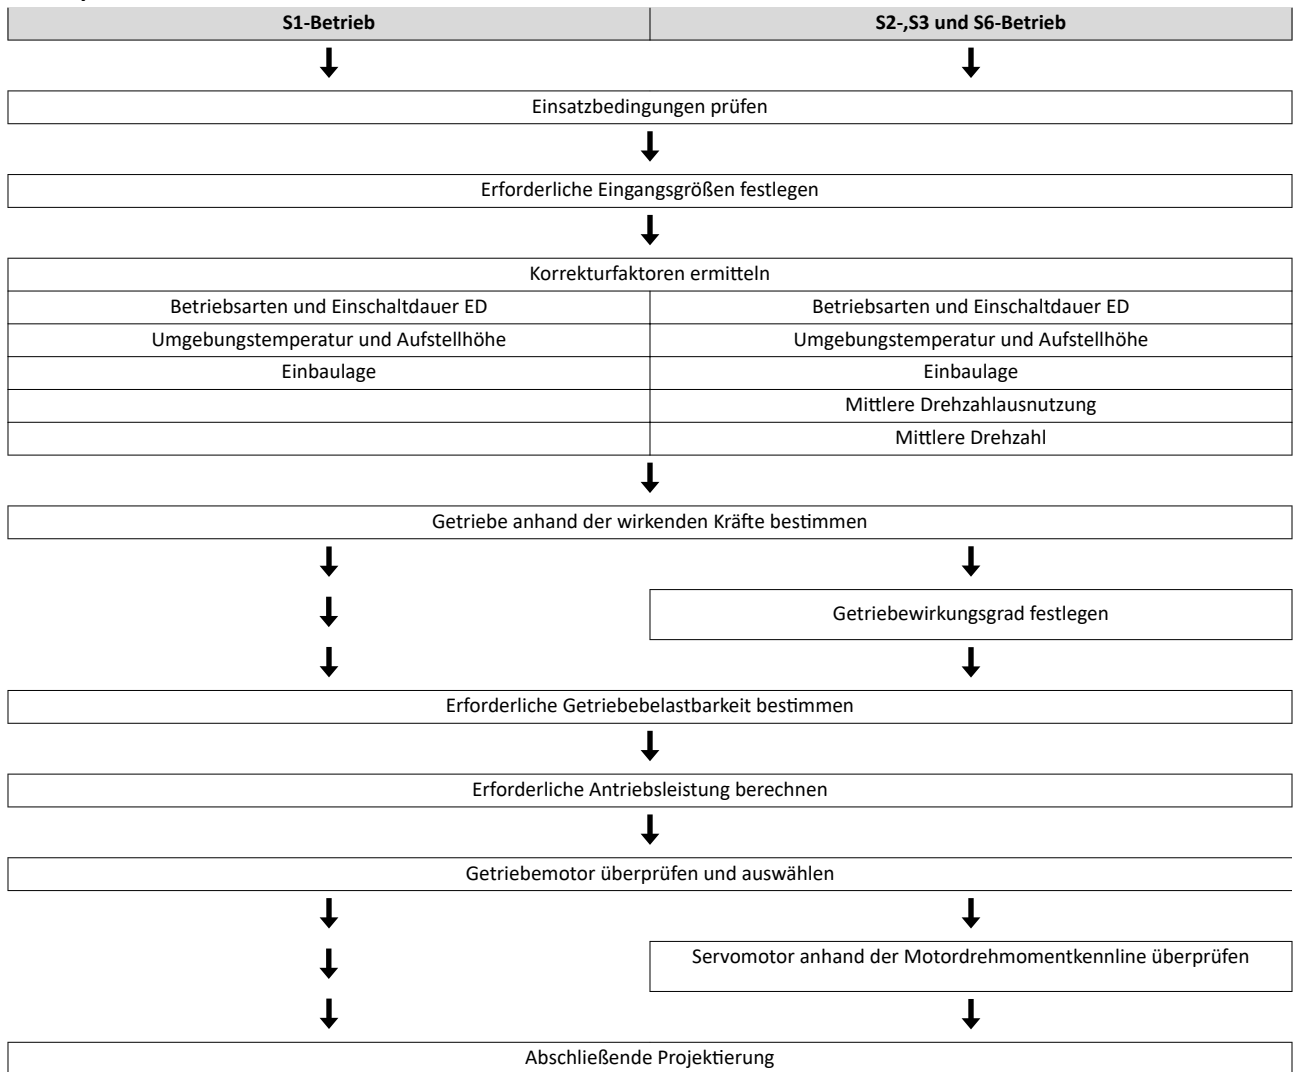 S1-Betrieb
S2-,S3 und S6-Betrieb
Einsatzbedingungen prüfen
Erforderliche Eingangsgrößen festlegen
Korrekturfaktoren ermitteln
Betriebsarten und Einschaltdauer ED
Betriebsarten und Einschaltdauer ED
Umgebungstemperatur und Aufstellhöhe
Umgebungstemperatur und Aufstellhöhe
Einbaulage
Einbaulage
Mittlere Drehzahlausnutzung
Mittlere Drehzahl
Getriebe anhand der wirkenden Kräfte bestimmen
Getriebewirkungsgrad festlegen
Erforderliche Getriebebelastbarkeit bestimmen
Erforderliche Antriebsleistung berechnen
Getriebemotor überprüfen und auswählen
Servomotor anhand der Motordrehmomentkennline überprüfen
Abschließende Projektierung